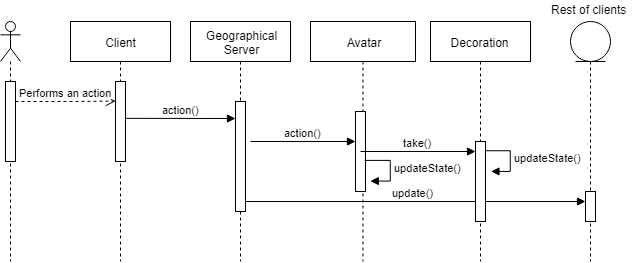 Rest of clients
Client
Geographical
Server
Avatar
Decoration
Performs an action
action()
action()
take()
updateState()
updateState()
update()